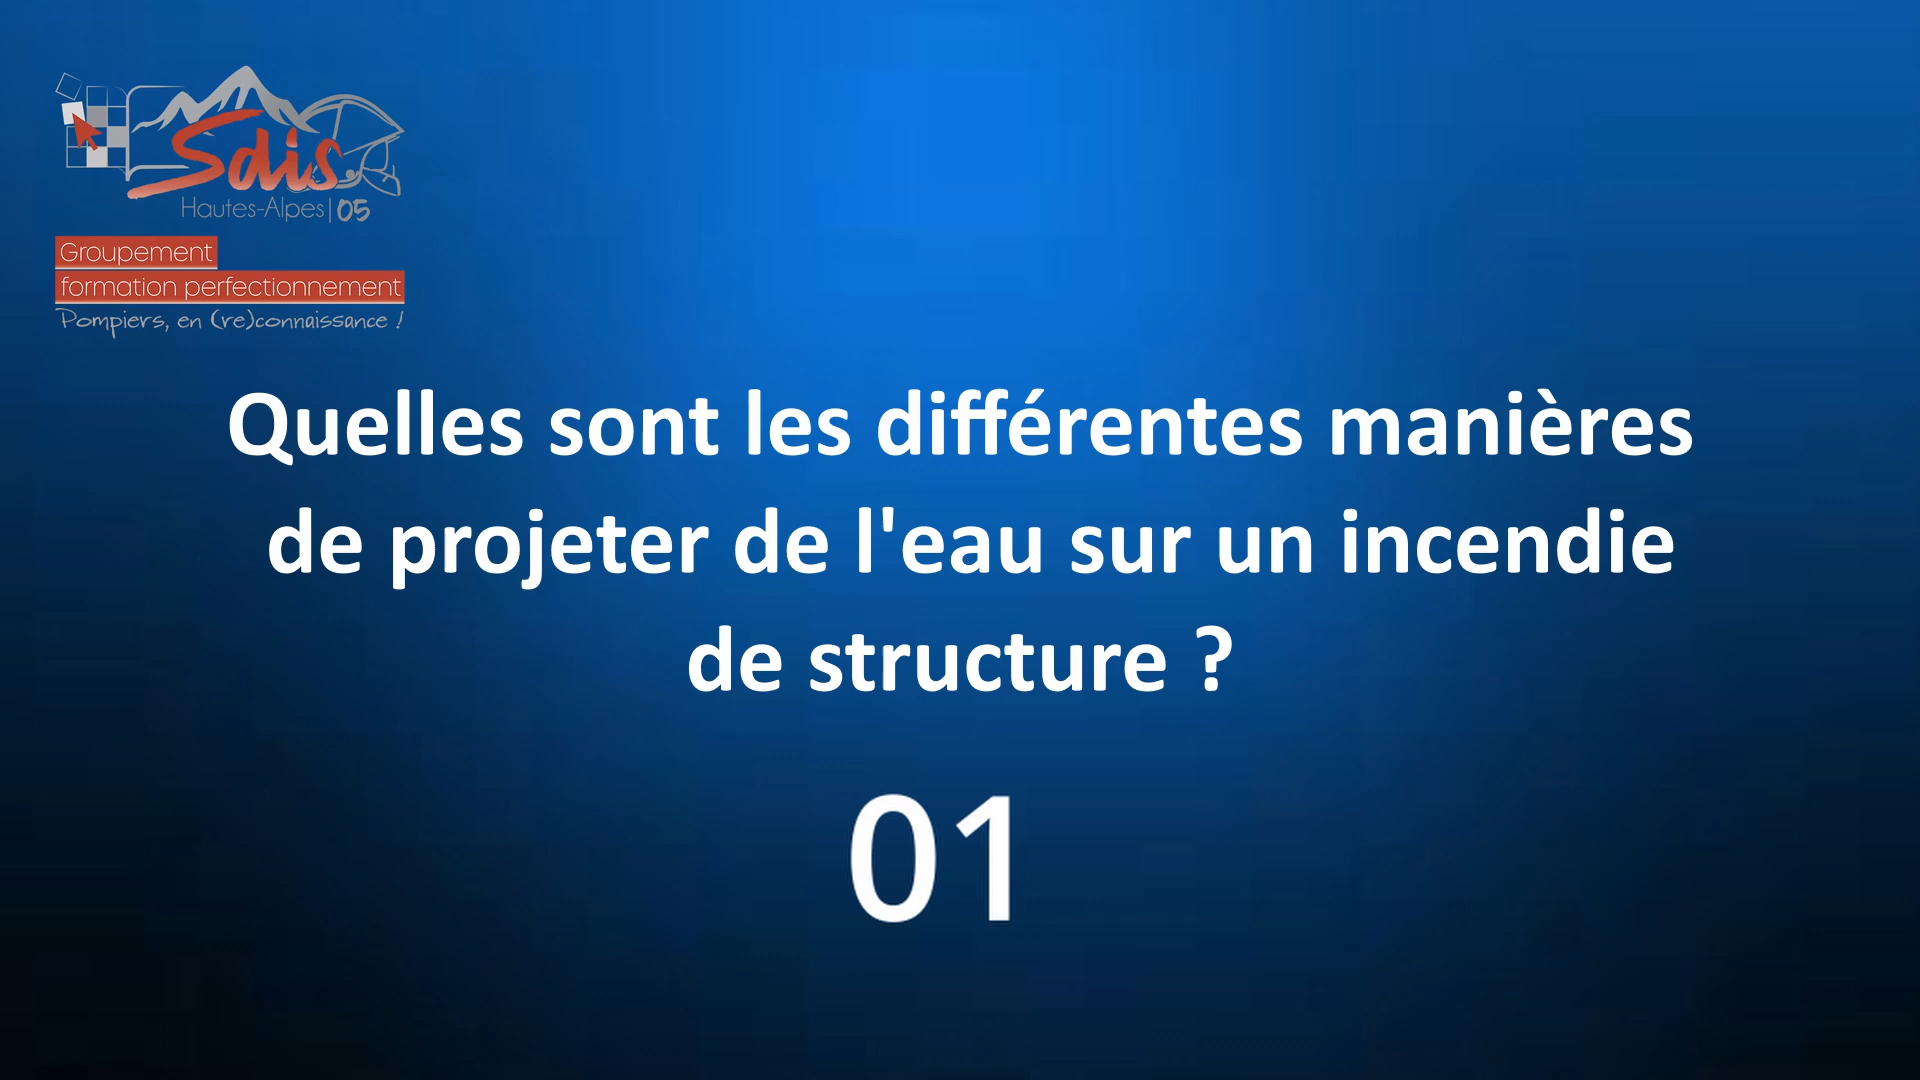 Sdis
Hautes-Alpes|05
Groupement
formation perfectionnement
Pompiers, en (re)connaissance !
Quelles sont les différentes manières
de projeter de l'eau sur un incendie
de structure ?
01